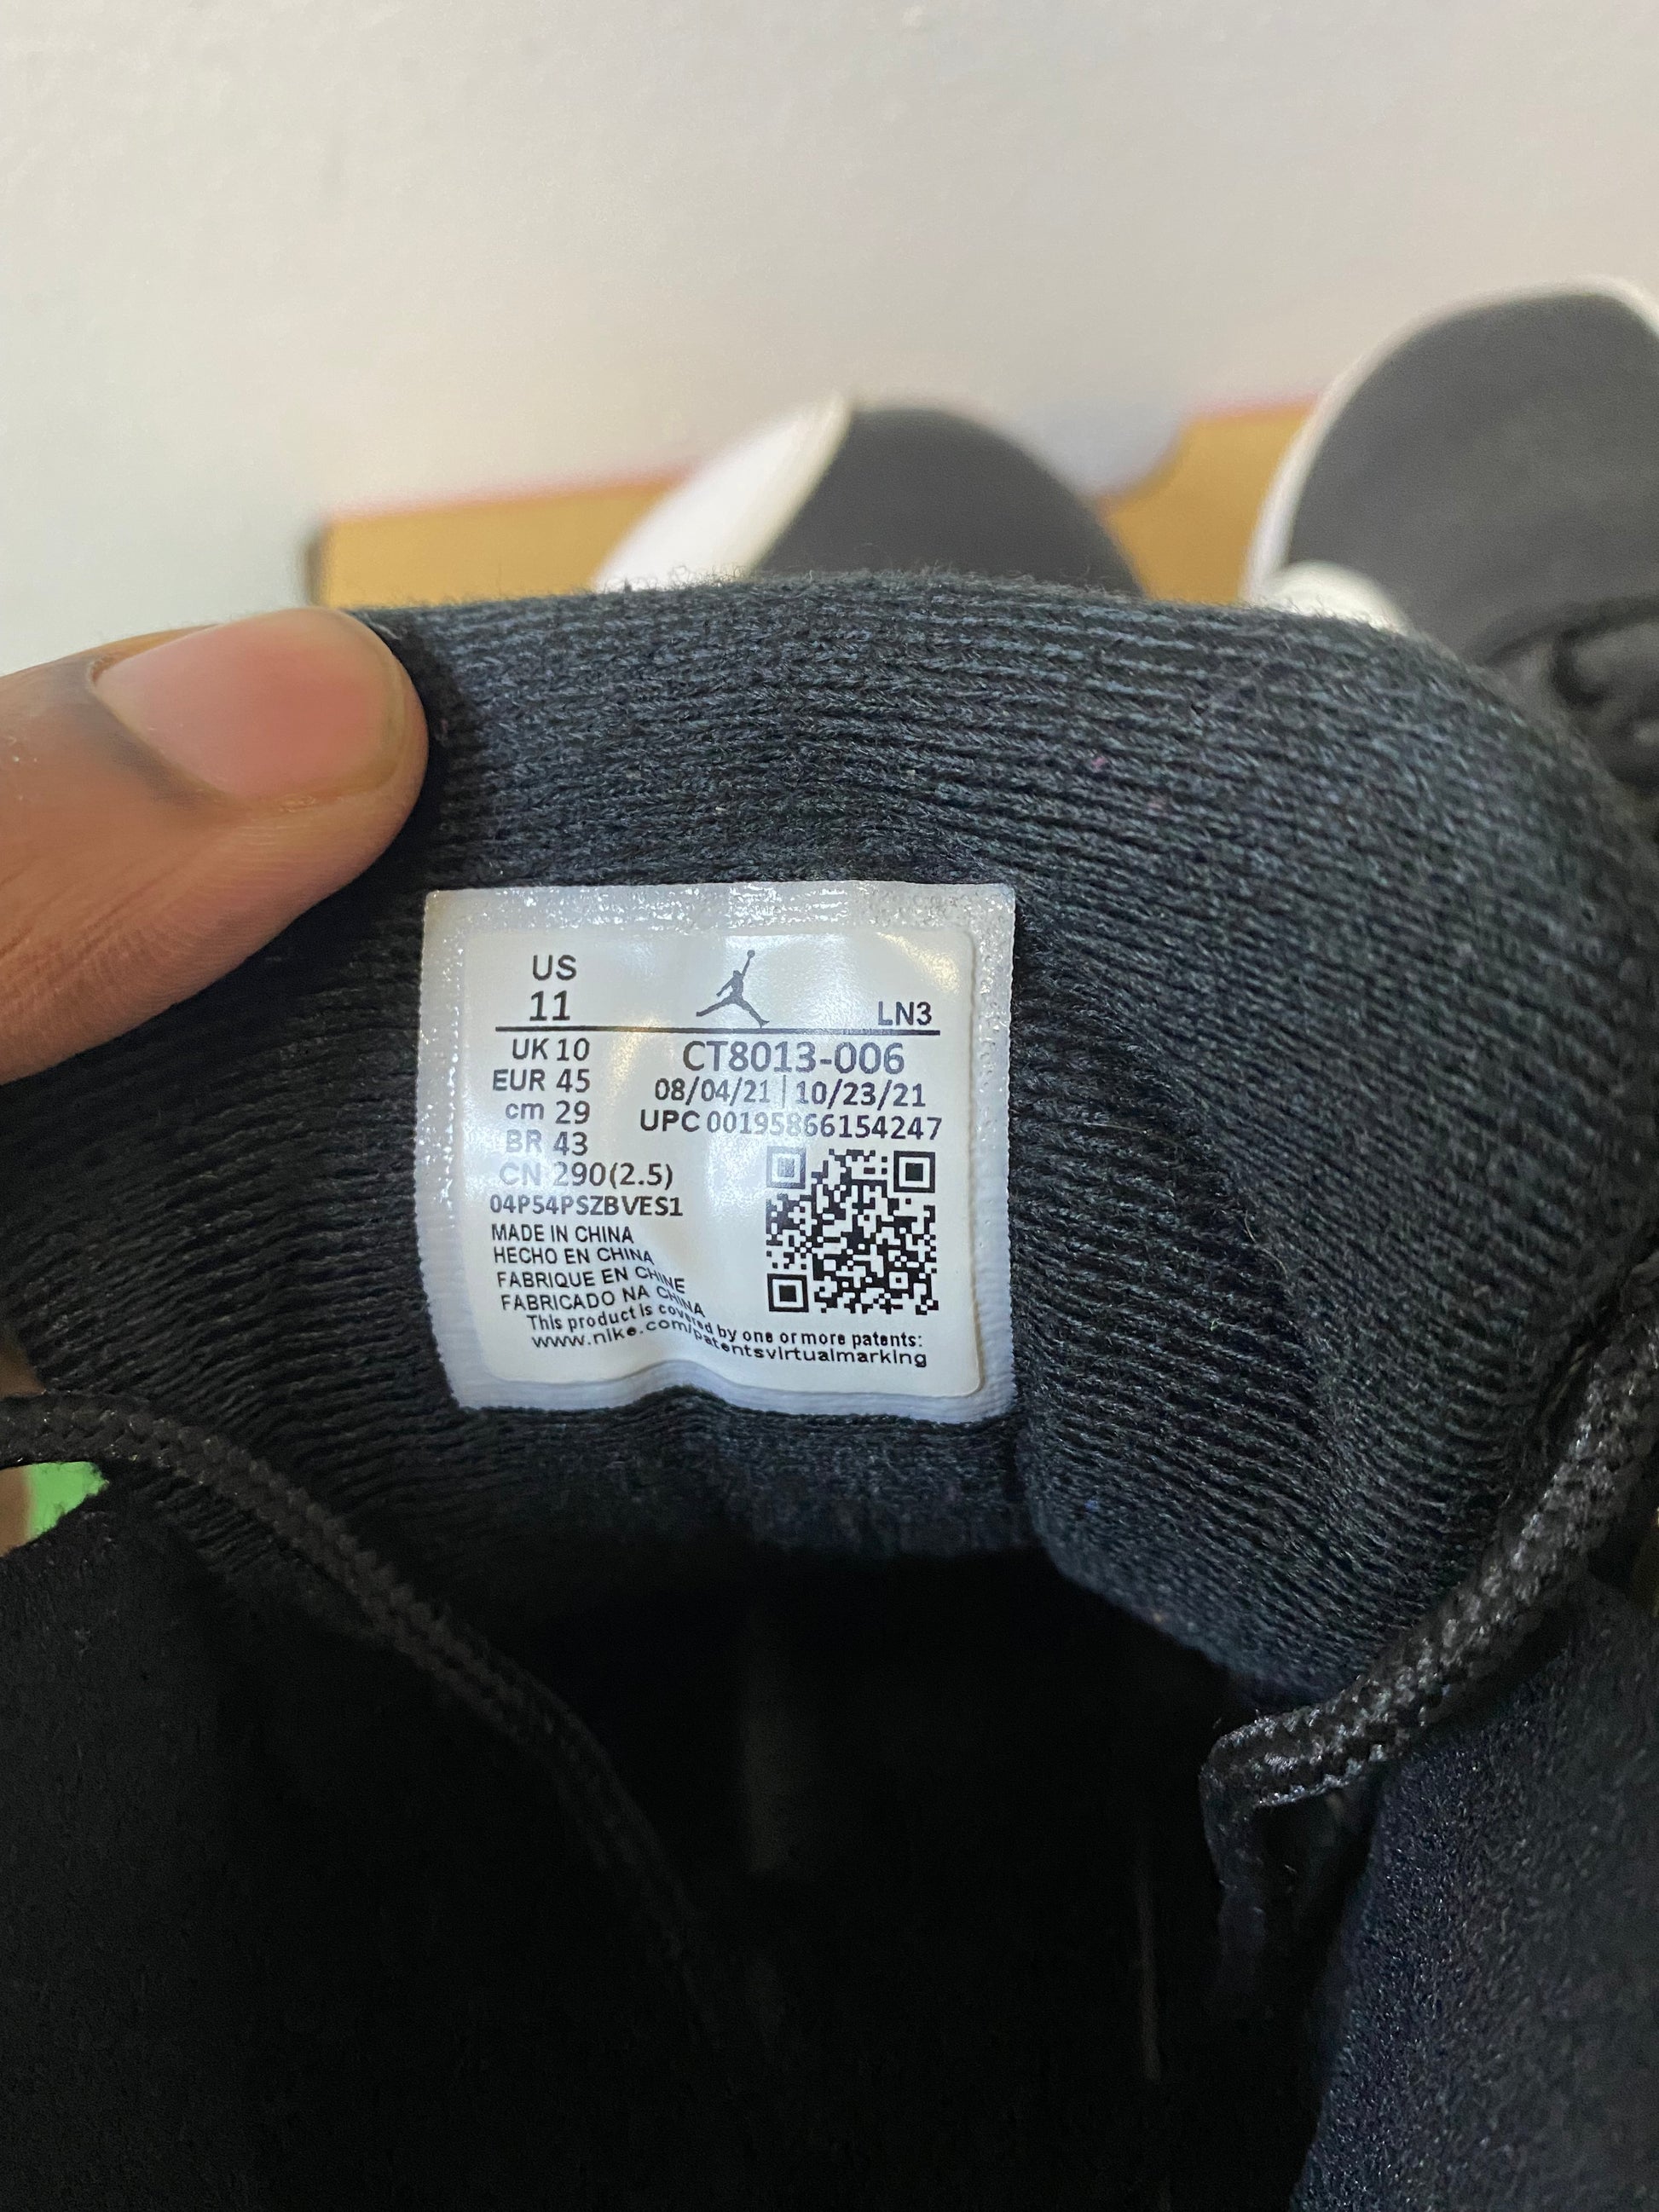 US
11
LN3
UK 10
EUR 45
cm 29
BR 43
CN 290(2.5)
CT8013-006
08/04/21 | 10/23/21
UPC 00195866154247
04P54PSZBVES1
MADE IN CHINA
HECHO EN CHINA
FABRIQUE EN CHINE
FABRICADO NA CHINA
This product is covered by one or more patents:
www.nike.com/patentsvirtualmarking